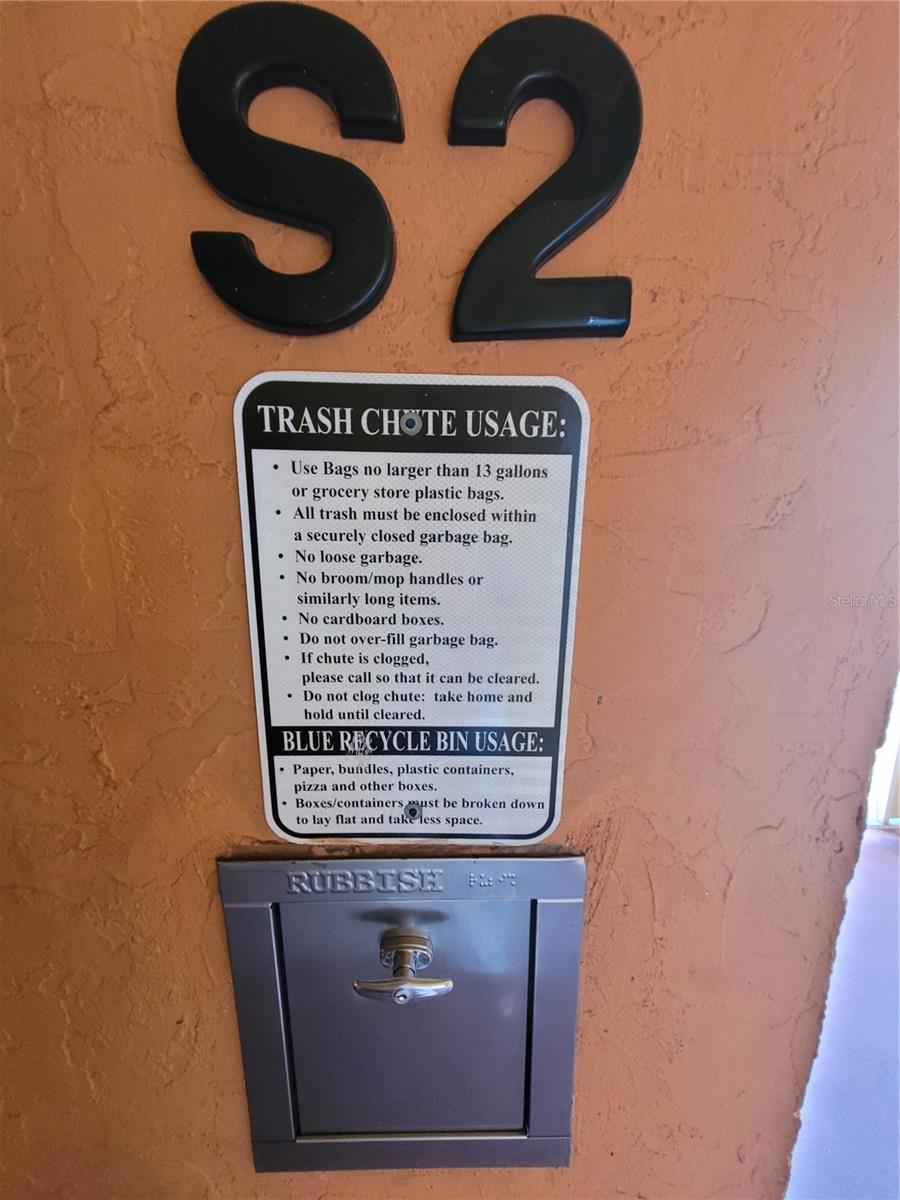 S2
TRASH CHUTE USAGE:
• Use Bags no larger than 13 gallons
or grocery store plastic bags.
• All trash must be enclosed within
a securely closed garbage bag.
• No loose garbage.
• No broom/mop handles or
similarly long items.
• No cardboard boxes.
• Do not over-fill garbage bag.
• If chute is clogged,
please call so that it can be cleared.
• Do not clog chute: take home and
hold until cleared.
BLUE RECYCLE BIN USAGE:
• Paper, bundles, plastic containers,
pizza and other boxes.
• Boxes/containers must be broken down
to lay flat and take less space.
StellarMLS
RUBBISH